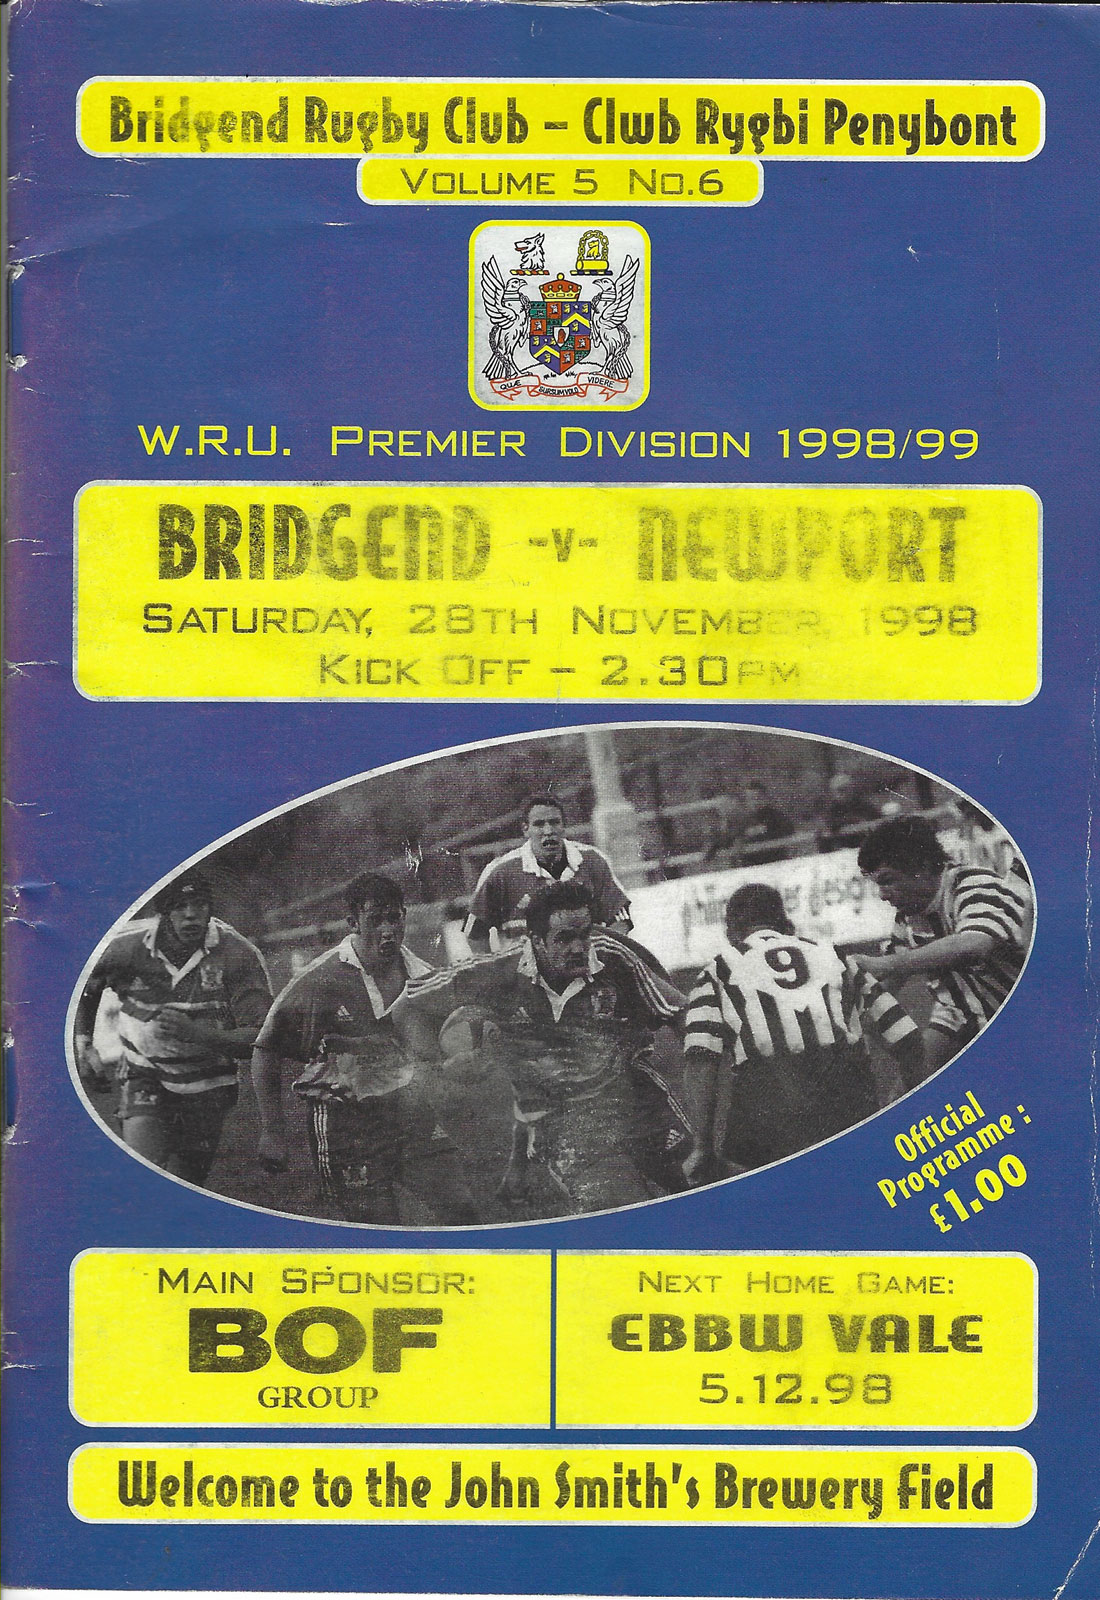 Bridgend Rugby Club - Clwb Rygbi Penybont
VOLUME 5 No.6
QUÆ SURSUM VOLO VIDERE
W.R.U. PREMIER DIVISION 1998/99
BRIDGEND -v- NEWPORT
SATURDAY, 28TH NOVEMBER, 1998
KICK OFF - 2.30PM
9
Official
Programme:
£1.00
MAIN SPONSOR:
BOF
GROUP
NEXT HOME GAME:
EBBW VALE
5.12.98
Welcome to the John Smith's Brewery Field